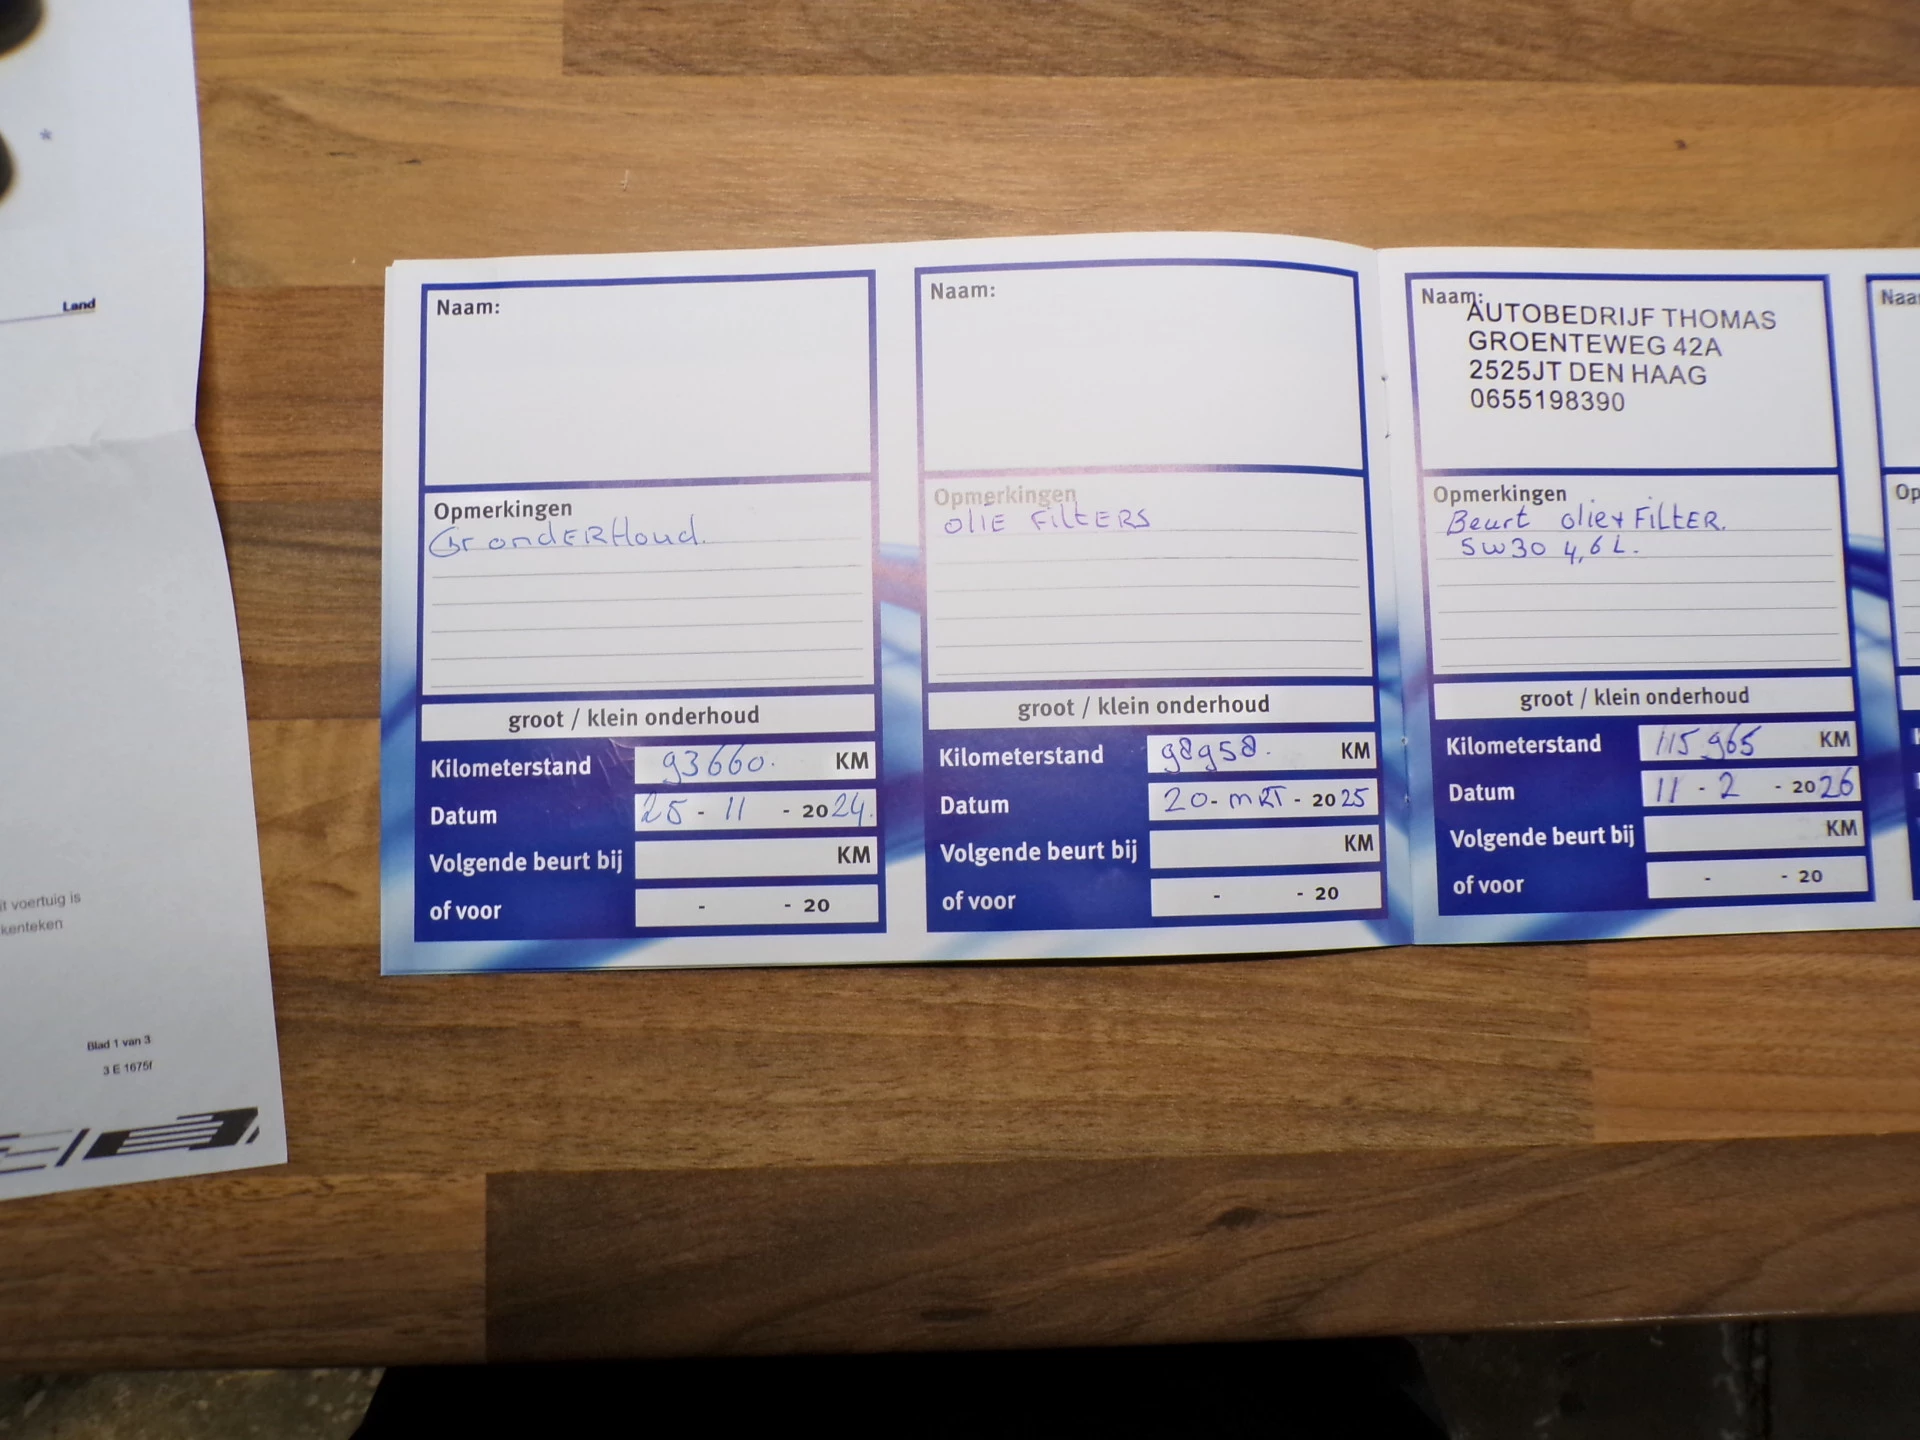 *
Land
it voertuig is
kenteken
Blad 1 van 3
3 E 1675f
Naam:
Opmerkingen
Gr ondERHoud.
groot / klein onderhoud
Kilometerstand 93660. KM
Datum 25 - 11 - 2024.
Volgende beurt bij KM
of voor - - 20
Naam:
Opmerkingen
OliE FiltERS
groot / klein onderhoud
Kilometerstand 98958. KM
Datum 20 - MRT - 2025
Volgende beurt bij KM
of voor - - 20
Naam:
AUTOBEDRIJF THOMAS
GROENTEWEG 42A
2525JT DEN HAAG
0655198390
Opmerkingen
Beurt olie+ FiLtER.
5w30 4,6 L.
groot / klein onderhoud
Kilometerstand 115965 KM
Datum 11 - 2 - 2026
Volgende beurt bij KM
of voor - - 20
Naa
Op